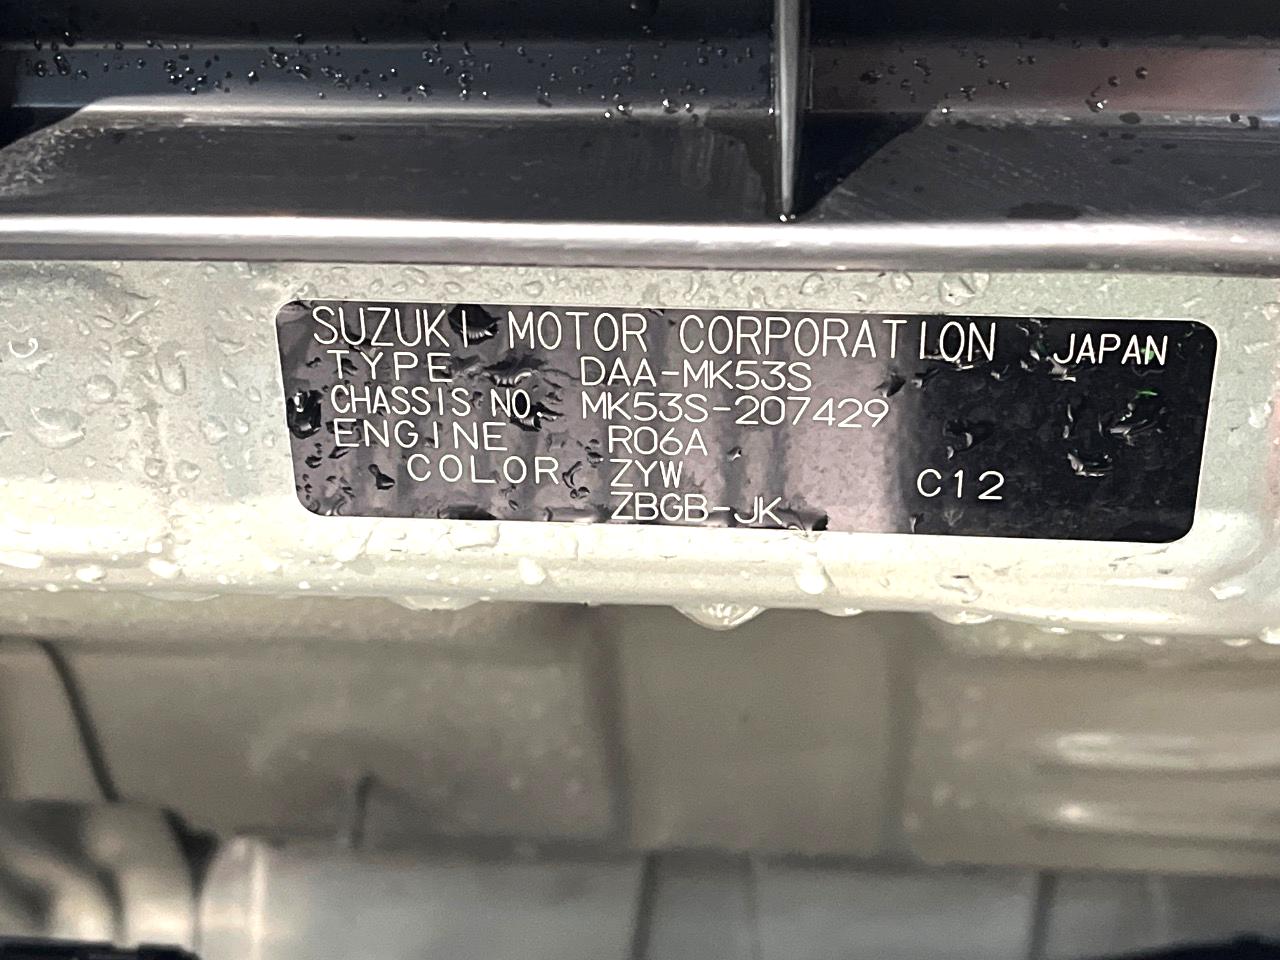 SUZUKI MOTOR CORPORATION JAPAN
TYPE DAA-MK53S
CHASSIS NO. MK53S-207429
ENGINE R06A
COLOR ZYW C12
ZBGB-JK